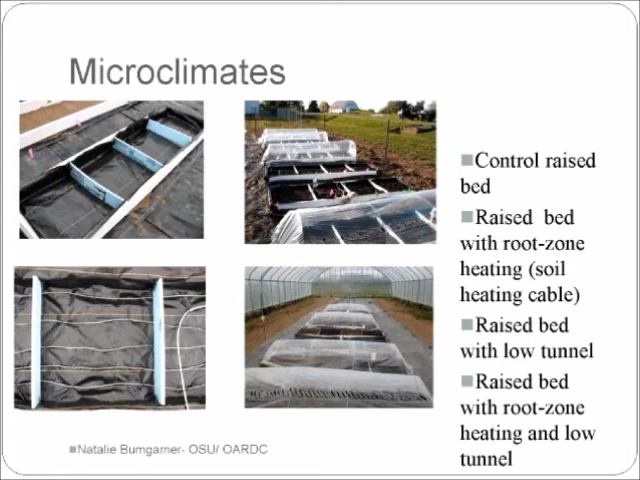 Microclimates
Control raised
bed
Raised bed
with root-zone
heating (soil
heating cable)
Raised bed
with low tunnel
Raised bed
with root-zone
heating and low
tunnel
Natalie Bumgarner- OSU/ OARDC